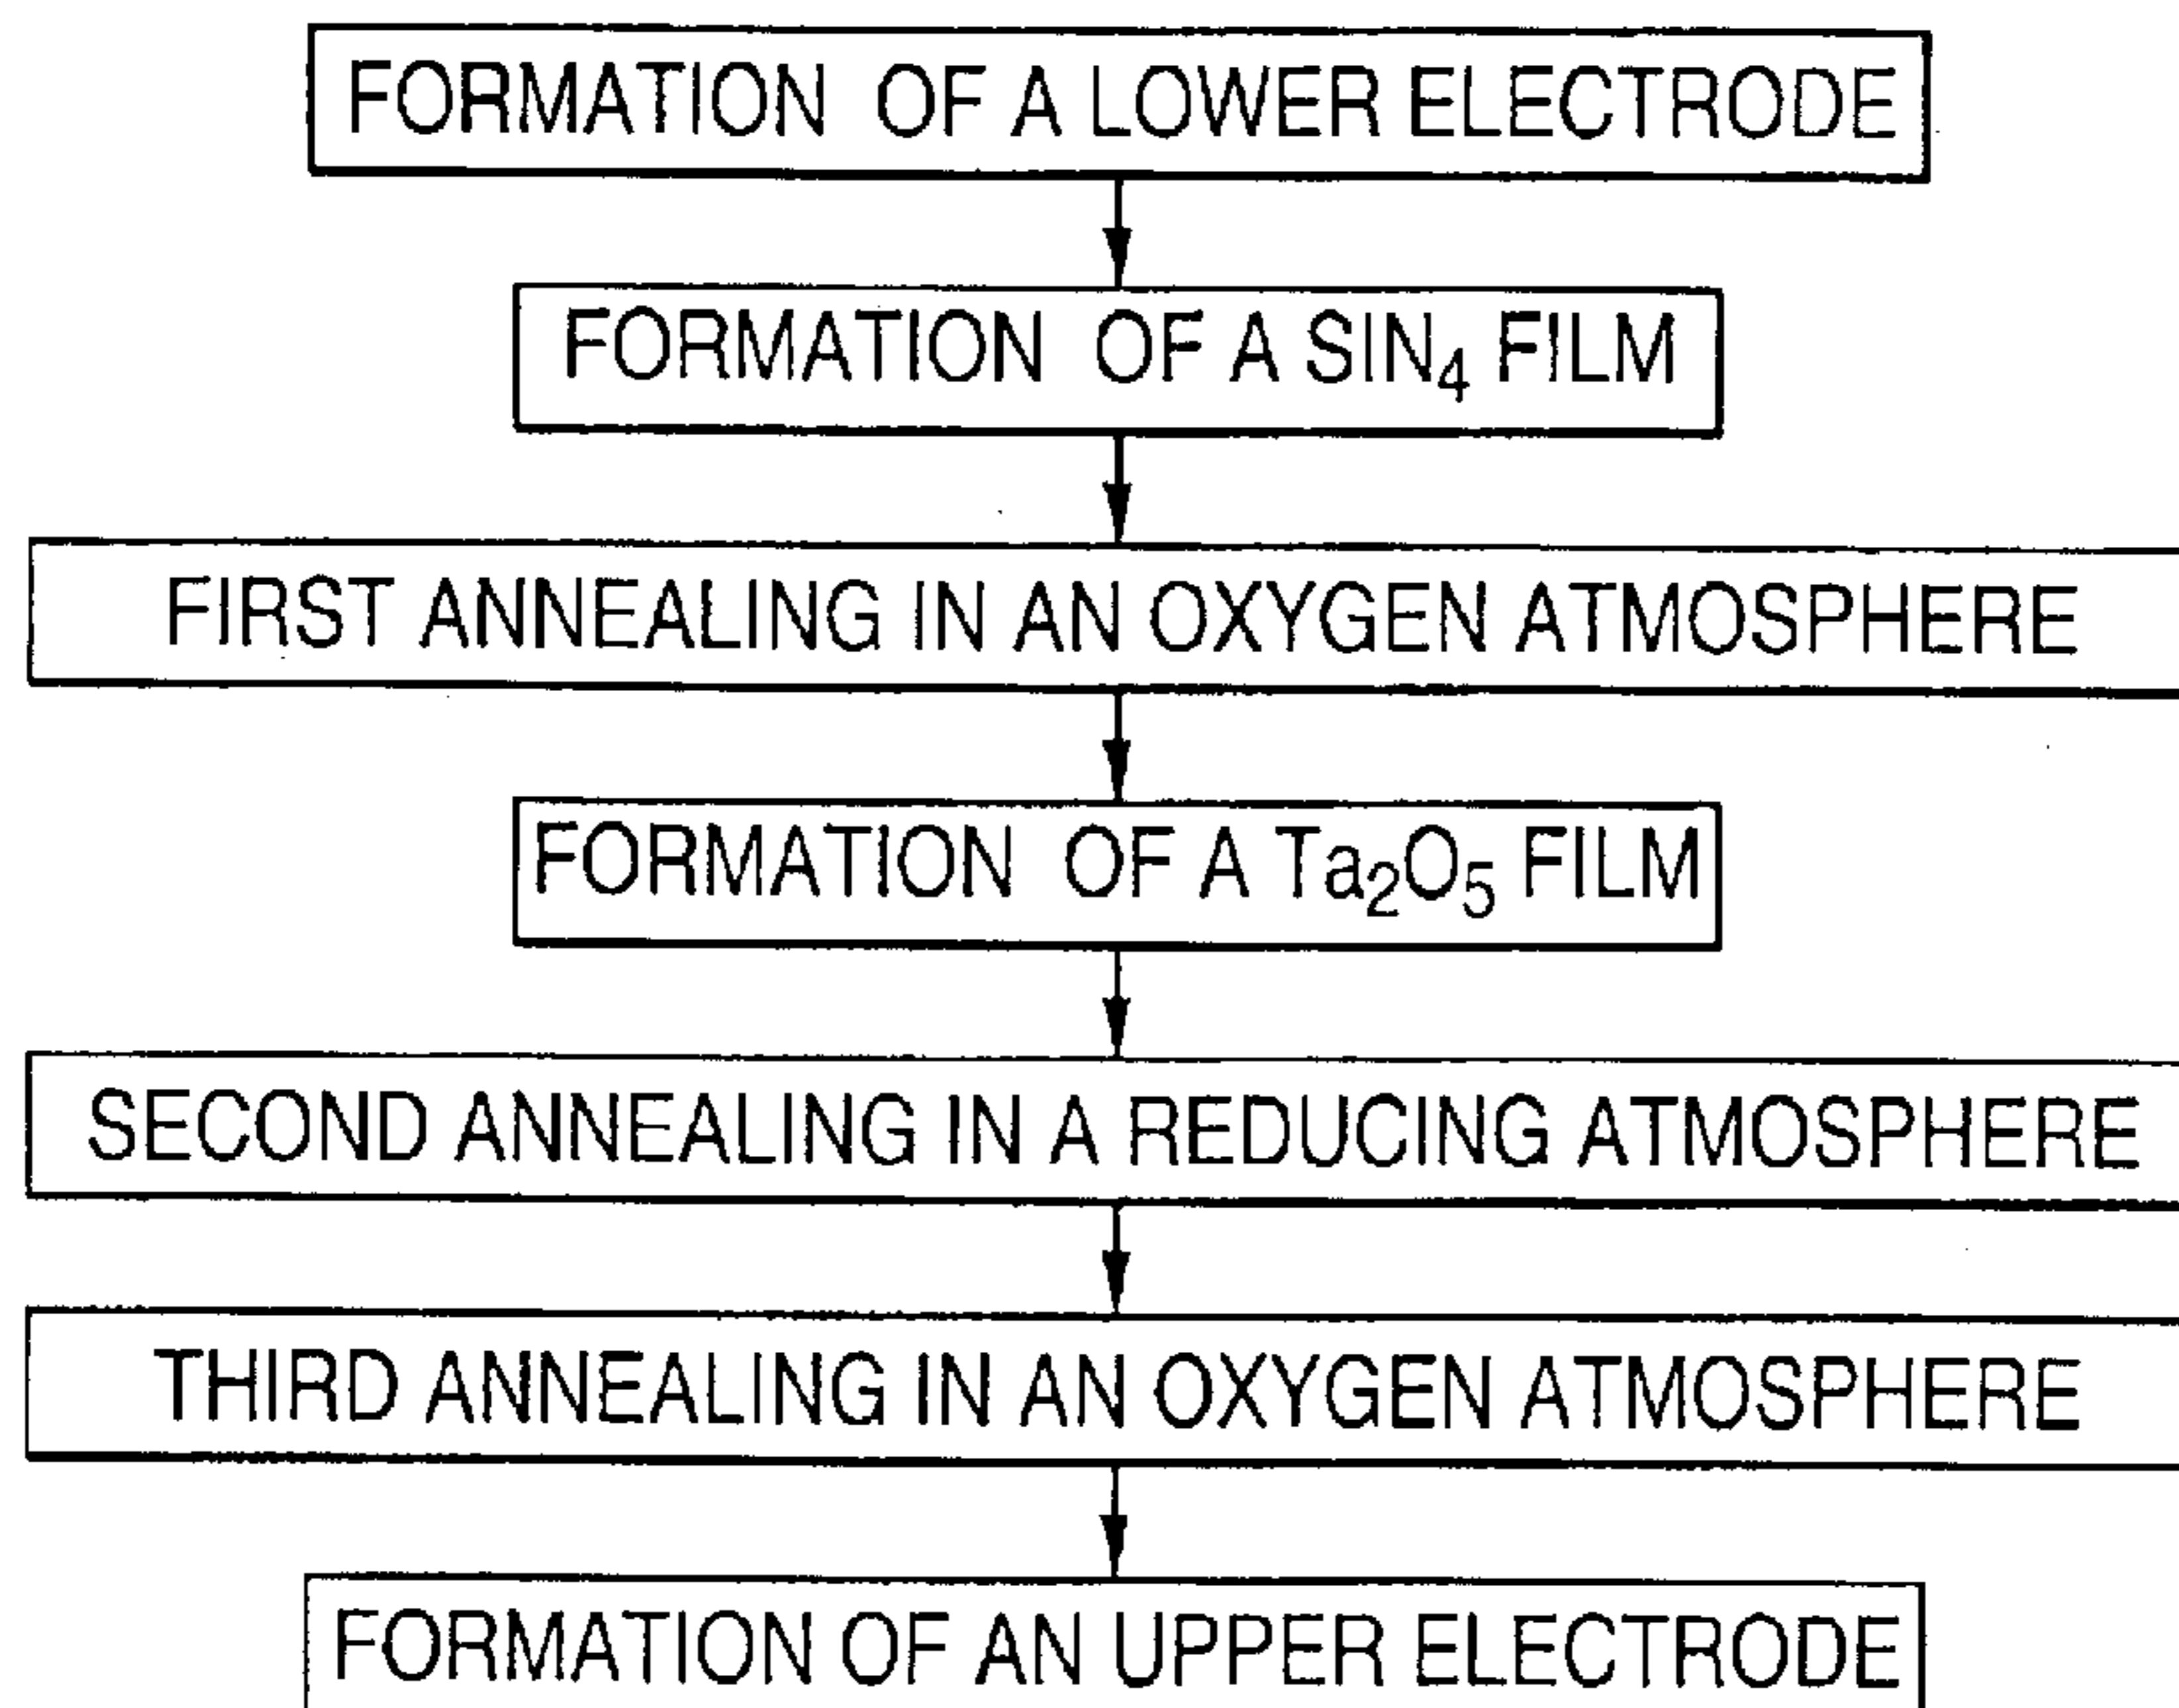 FORMATION OF A LOWER ELECTRODE
FORMATION OF A SIN₄ FILM
FIRST ANNEALING IN AN OXYGEN ATMOSPHERE
FORMATION OF A Ta₂O₅ FILM
SECOND ANNEALING IN A REDUCING ATMOSPHERE
THIRD ANNEALING IN AN OXYGEN ATMOSPHERE
FORMATION OF AN UPPER ELECTRODE